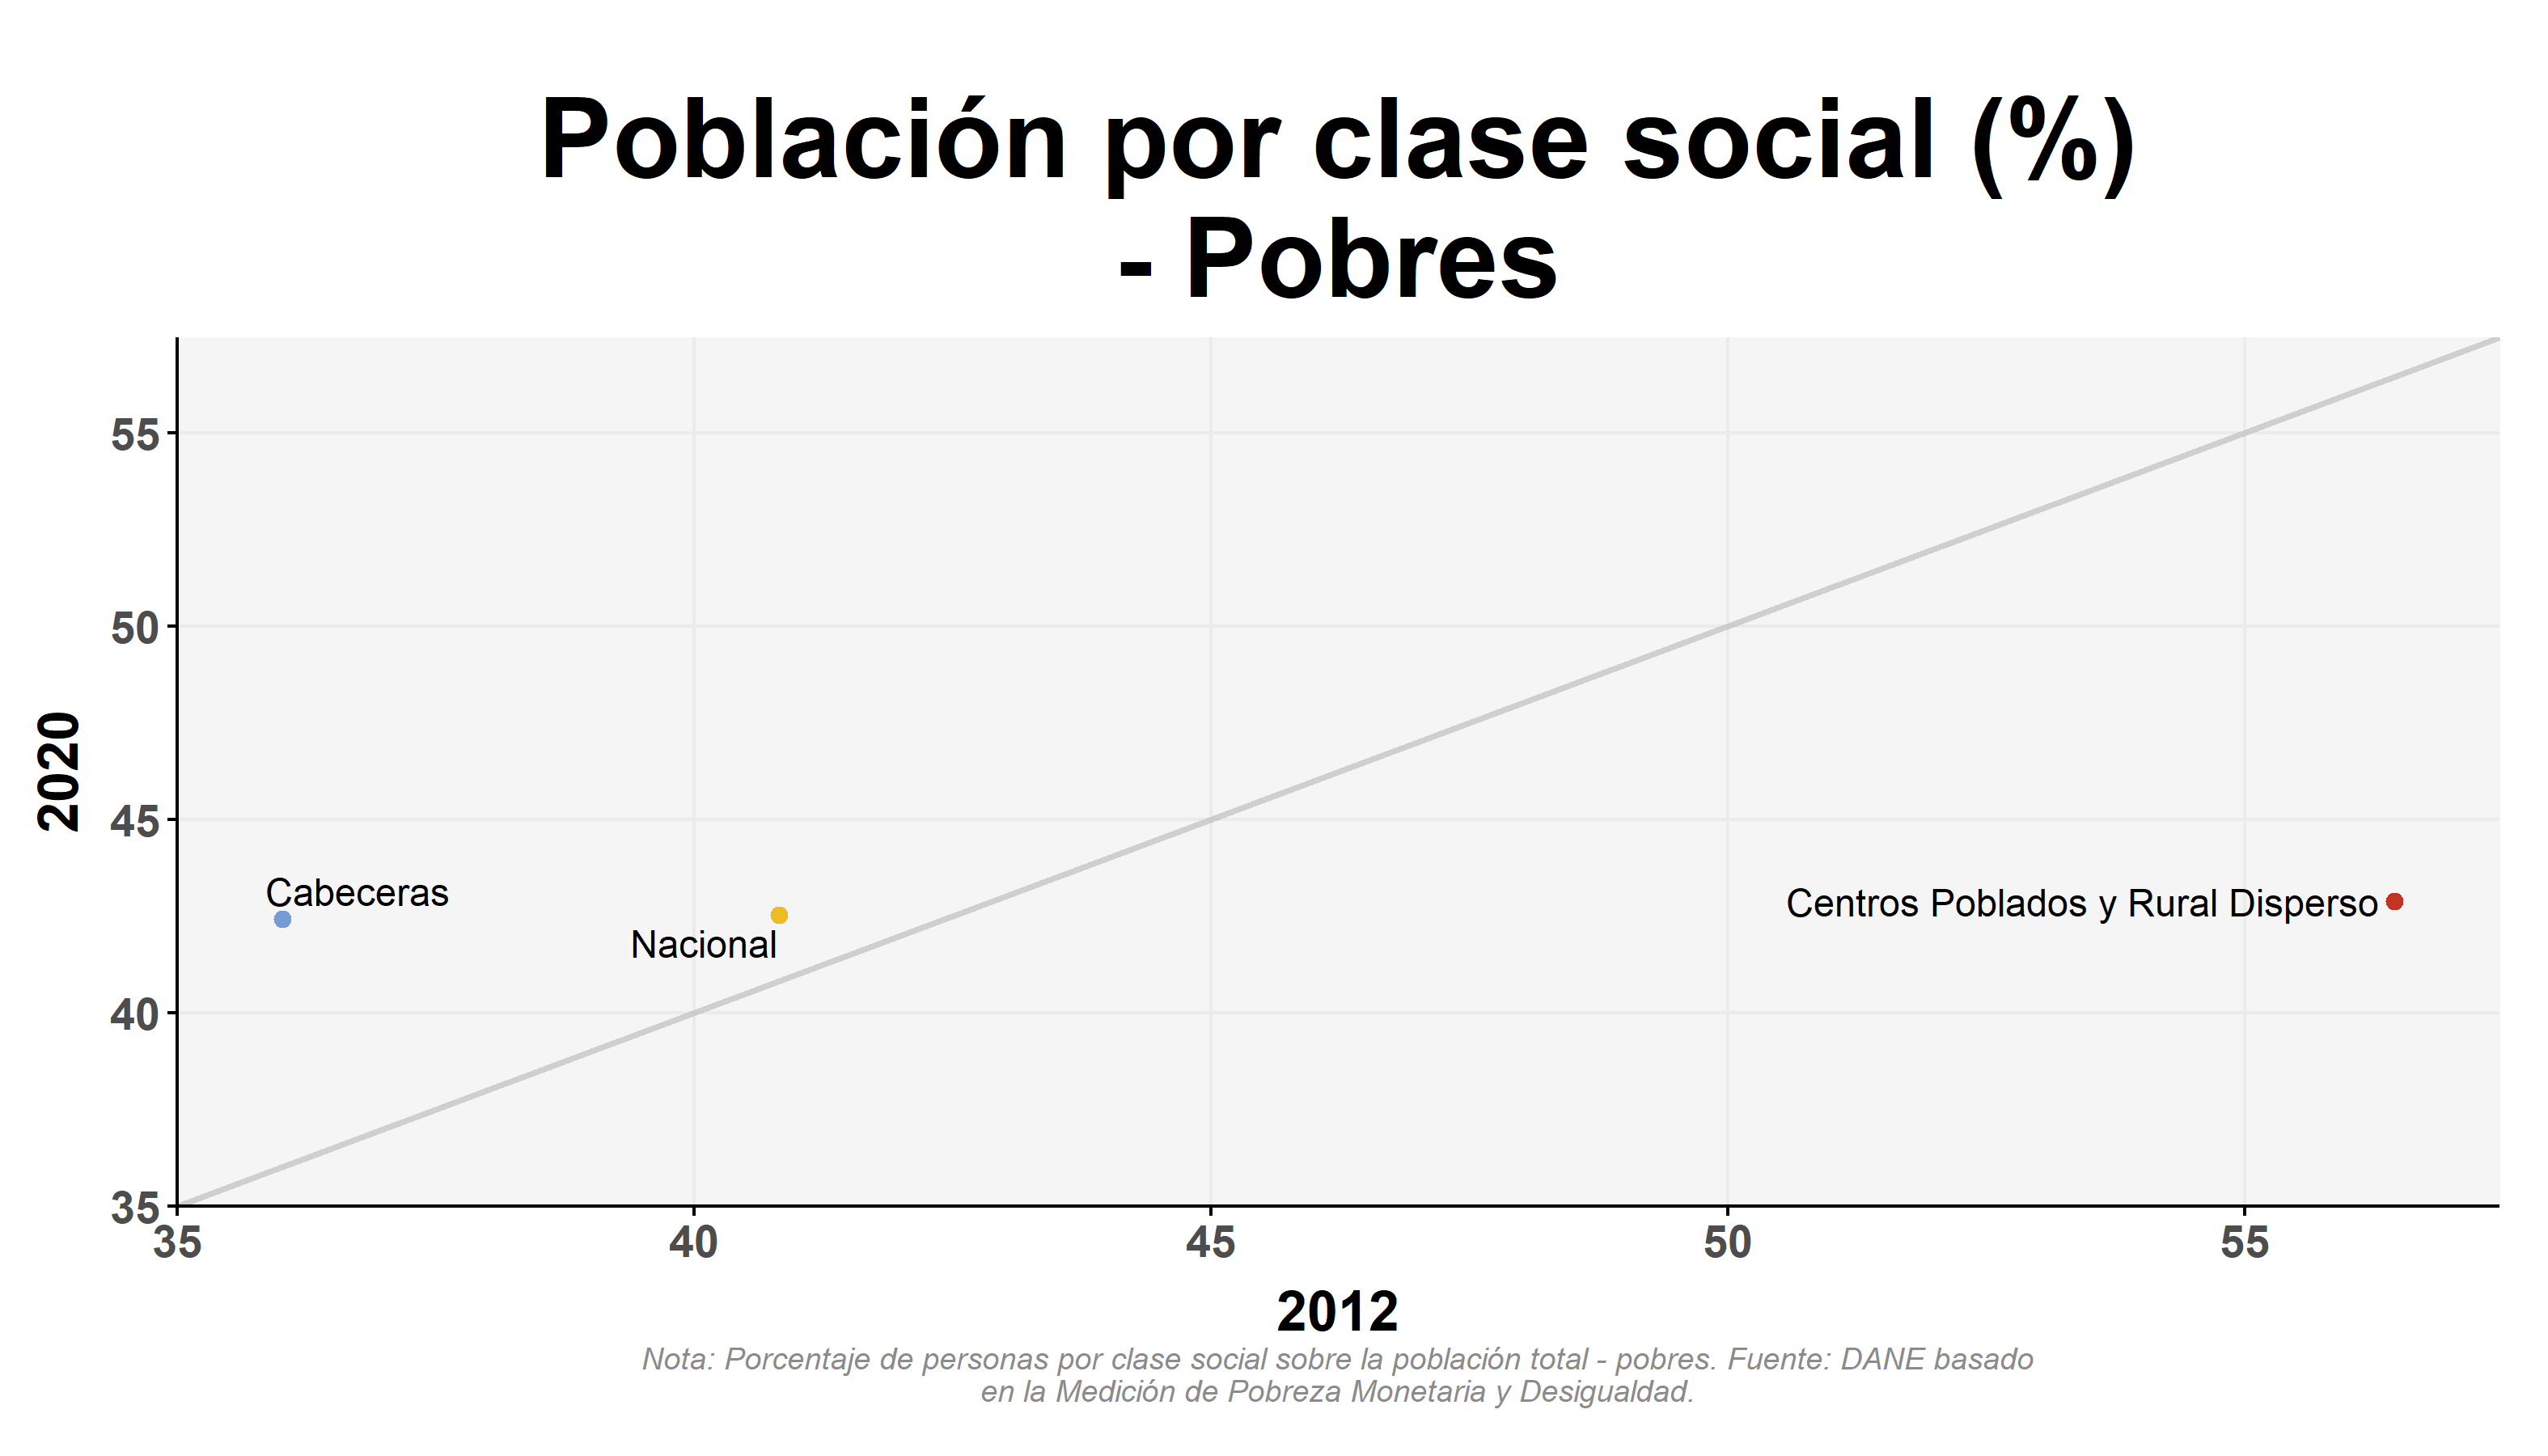 Población por clase social (%)
- Pobres
55
50
45
40
35
2020
Cabeceras
Nacional
Centros Poblados y Rural Disperso
35
40
45
50
55
2012
Nota: Porcentaje de personas por clase social sobre la población total - pobres. Fuente: DANE basado
en la Medición de Pobreza Monetaria y Desigualdad.